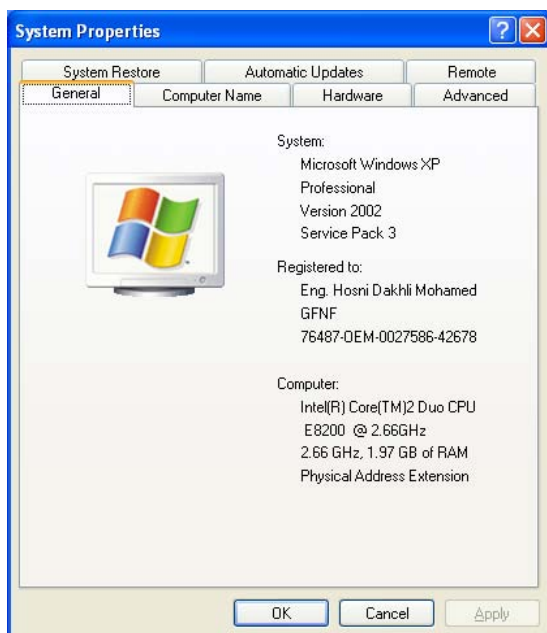 System Properties
System Restore
Automatic Updates
Remote
General
Computer Name
Hardware
Advanced
System:
Microsoft Windows XP
Professional
Version 2002
Service Pack 3
Registered to:
Eng. Hosni Dakhli Mohamed
GFNF
76487-OEM-0027586-42678
Computer:
Intel(R) Core(TM)2 Duo CPU
E8200 @ 2.66GHz
2.66 GHz, 1.97 GB of RAM
Physical Address Extension
OK
Cancel
Apply